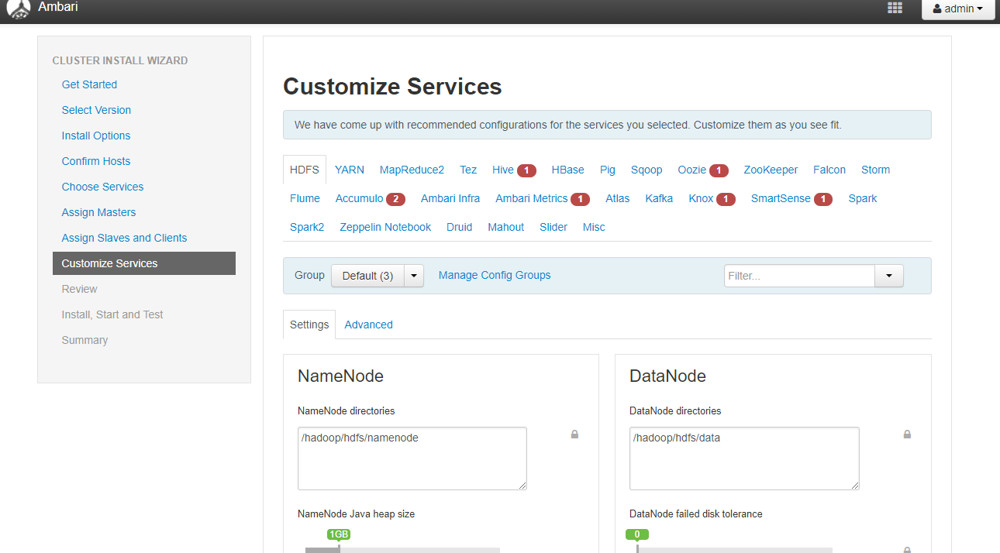 Ambari
admin
CLUSTER INSTALL WIZARD
Get Started
Select Version
Install Options
Confirm Hosts
Choose Services
Assign Masters
Assign Slaves and Clients
Customize Services
Review
Install, Start and Test
Summary
Customize Services
We have come up with recommended configurations for the services you selected. Customize them as you see fit.
HDFS YARN MapReduce2 Tez Hive 1 HBase Pig Sqoop Oozie 1 ZooKeeper Falcon Storm
Flume Accumulo 2 Ambari Infra Ambari Metrics 1 Atlas Kafka Knox 1 SmartSense 1 Spark
Spark2 Zeppelin Notebook Druid Mahout Slider Misc
Group Default (3) Manage Config Groups Filter...
Settings Advanced
NameNode
NameNode directories
/hadoop/hdfs/namenode
NameNode Java heap size
1GB
DataNode
DataNode directories
/hadoop/hdfs/data
DataNode failed disk tolerance
0